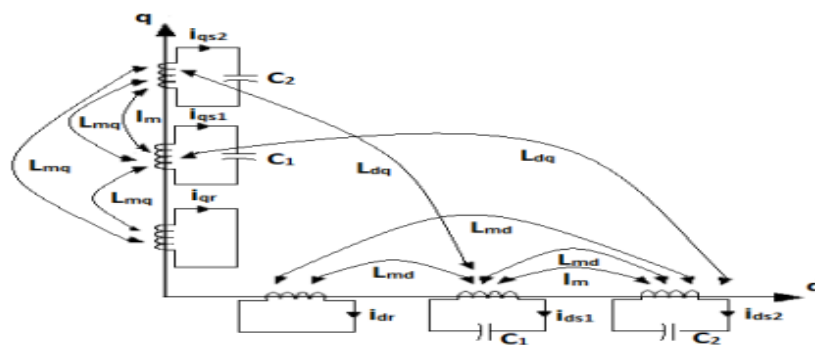 q
iqs2
C2
Lmq
lm
iqs1
Lmq
C1
Ldq
Ldq
Lmq
iqr
Lmd
Lmd
Lmd
lm
d
idr
C1
ids1
C2
ids2